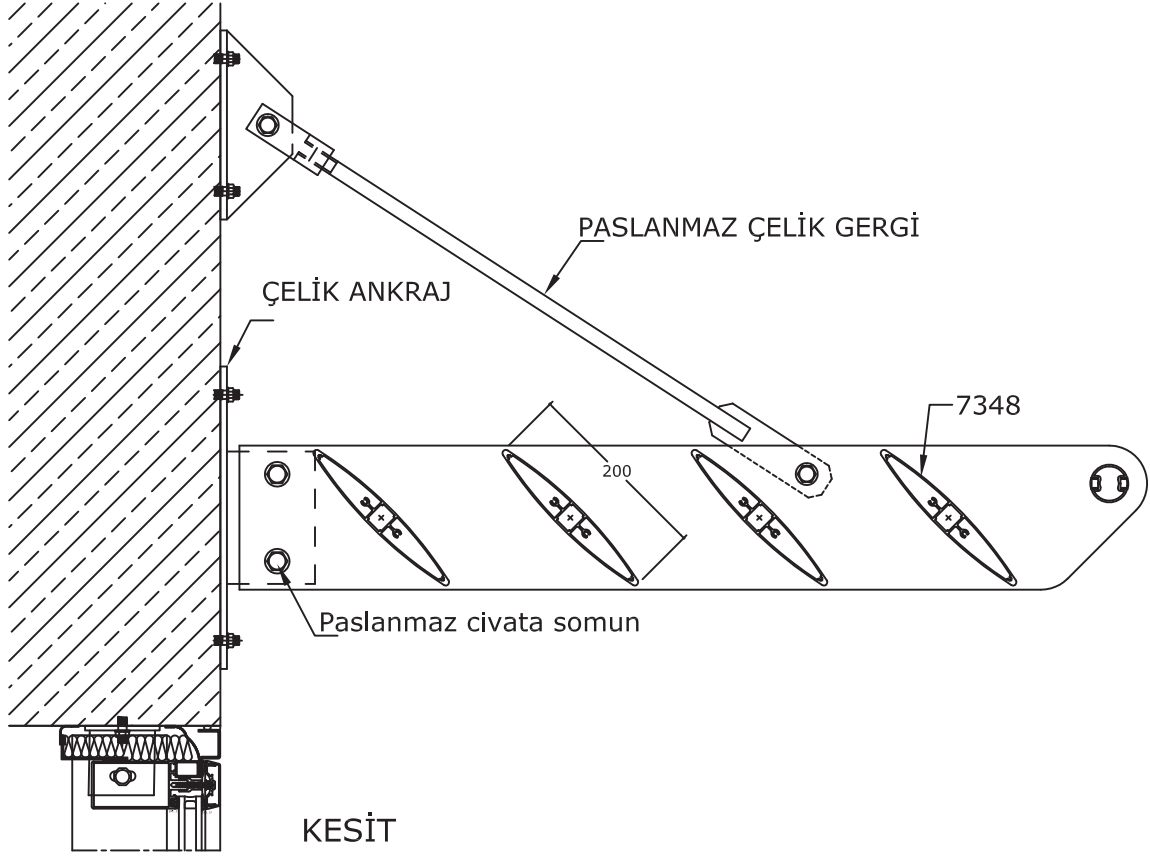 PASLANMAZ ÇELİK GERGİ
ÇELİK ANKRAJ
7348
200
Paslanmaz civata somun
KESİT